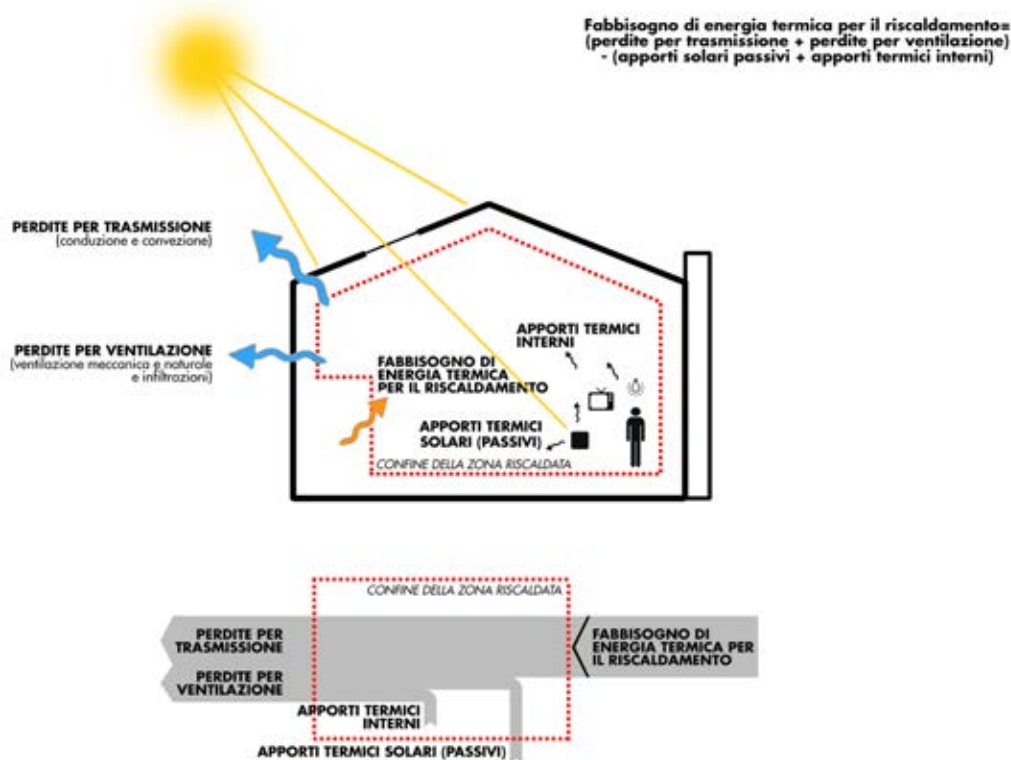 Fabbisogno di energia termica per il riscaldamento=
(perdite per trasmissione + perdite per ventilazione)
- (apporti solari passivi + apporti termici interni)
PERDITE PER TRASMISSIONE
(conduzione e convezione)
PERDITE PER VENTILAZIONE
(ventilazione meccanica e naturale
e infiltrazioni)
APPORTI TERMICI
INTERNI
FABBISOGNO DI
ENERGIA TERMICA
PER IL RISCALDAMENTO
APPORTI TERMICI
SOLARI (PASSIVI)
CONFINE DELLA ZONA RISCALDATA
CONFINE DELLA ZONA RISCALDATA
PERDITE PER
TRASMISSIONE
FABBISOGNO DI
ENERGIA TERMICA PER
IL RISCALDAMENTO
PERDITE PER
VENTILAZIONE
APPORTI TERMICI
INTERNI
APPORTI TERMICI SOLARI (PASSIVI)